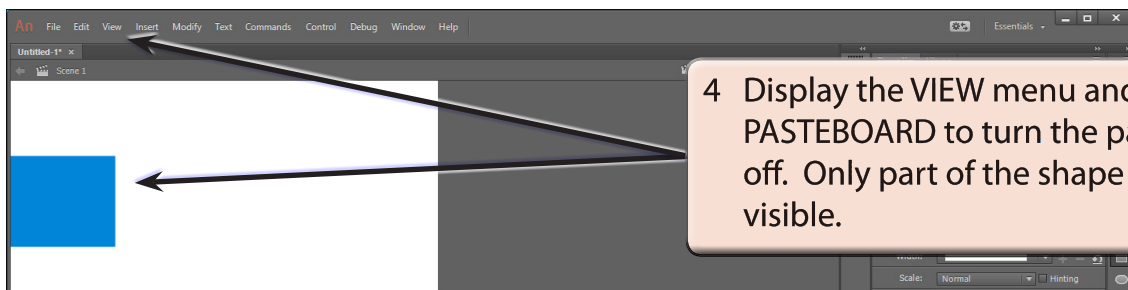 An File Edit View Insert Modify Text Commands Control Debug Window Help Essentials
Untitled-1* ×
Scene 1
4 Display the VIEW menu and
PASTEBOARD to turn the pa
off. Only part of the shape
visible.
Width:
Scale: Normal Hinting